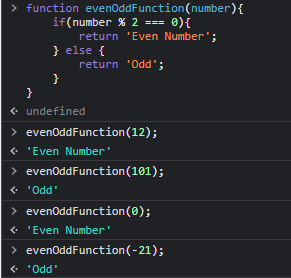 > function evenOddFunction(number){
if(number % 2 === 0){
return 'Even Number';
} else {
return 'Odd';
}
}
undefined
> evenOddFunction(12);
'Even Number'
> evenOddFunction(101);
'Odd'
> evenOddFunction(0);
'Even Number'
> evenOddFunction(-21);
'Odd'